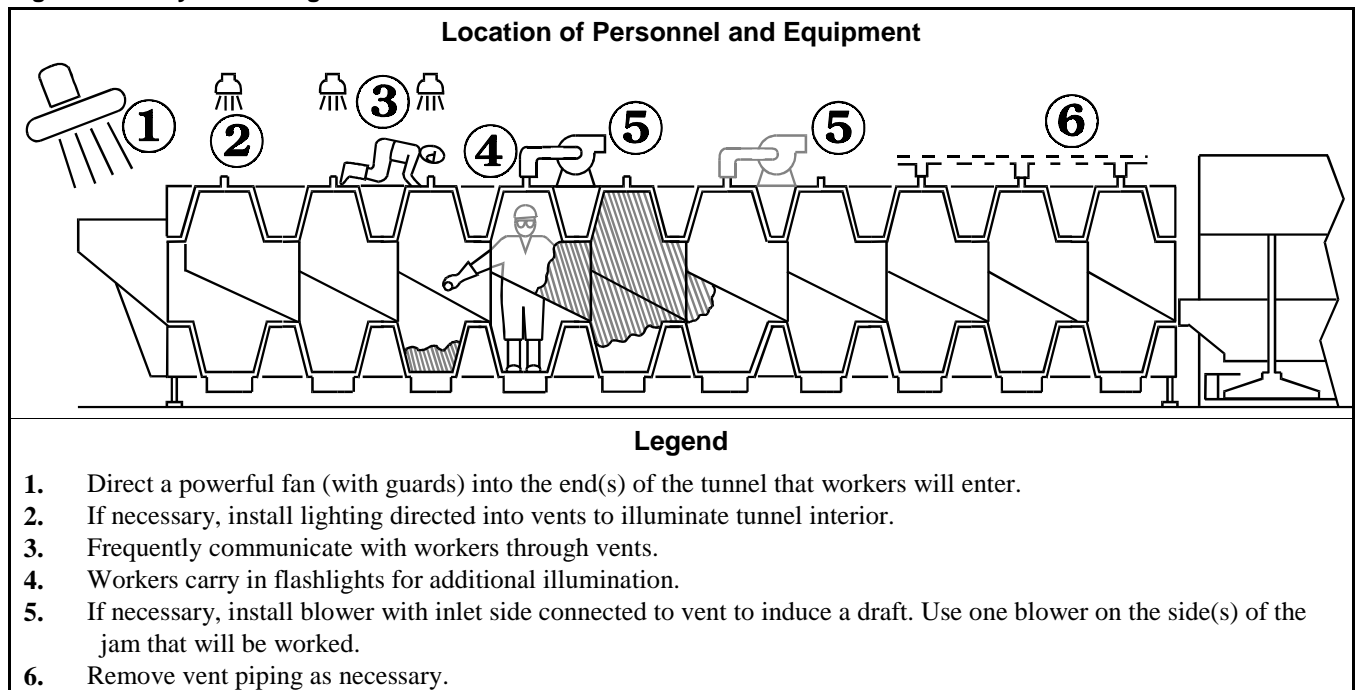 Location of Personnel and Equipment
1
2
3
4
5
5
6
Legend
1. Direct a powerful fan (with guards) into the end(s) of the tunnel that workers will enter.
2. If necessary, install lighting directed into vents to illuminate tunnel interior.
3. Frequently communicate with workers through vents.
4. Workers carry in flashlights for additional illumination.
5. If necessary, install blower with inlet side connected to vent to induce a draft. Use one blower on the side(s) of the
jam that will be worked.
6. Remove vent piping as necessary.